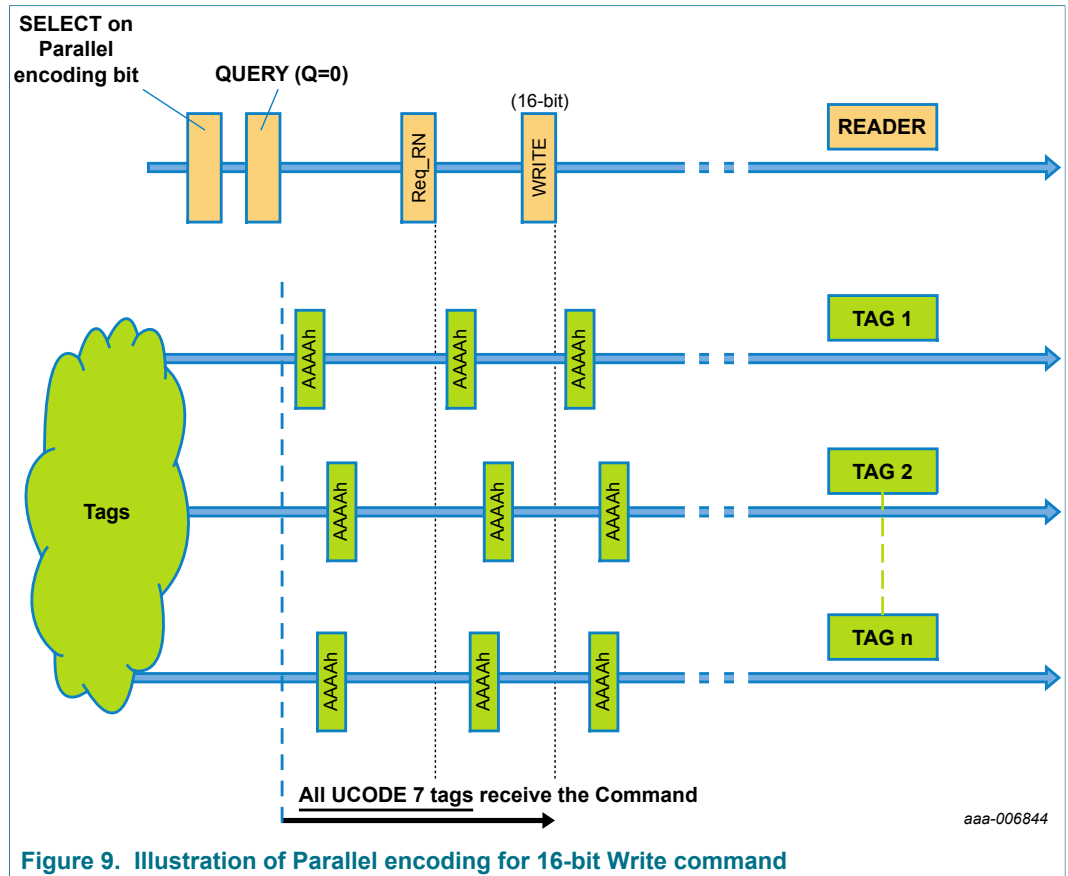 SELECT on
Parallel
encoding bit
QUERY (Q=0)
(16-bit)
READER
Req_RN
WRITE
TAG 1
AAAAh
AAAAh
AAAAh
TAG 2
AAAAh
AAAAh
AAAAh
Tags
TAG n
AAAAh
AAAAh
AAAAh
All UCODE 7 tags receive the Command
aaa-006844
Figure 9. Illustration of Parallel encoding for 16-bit Write command